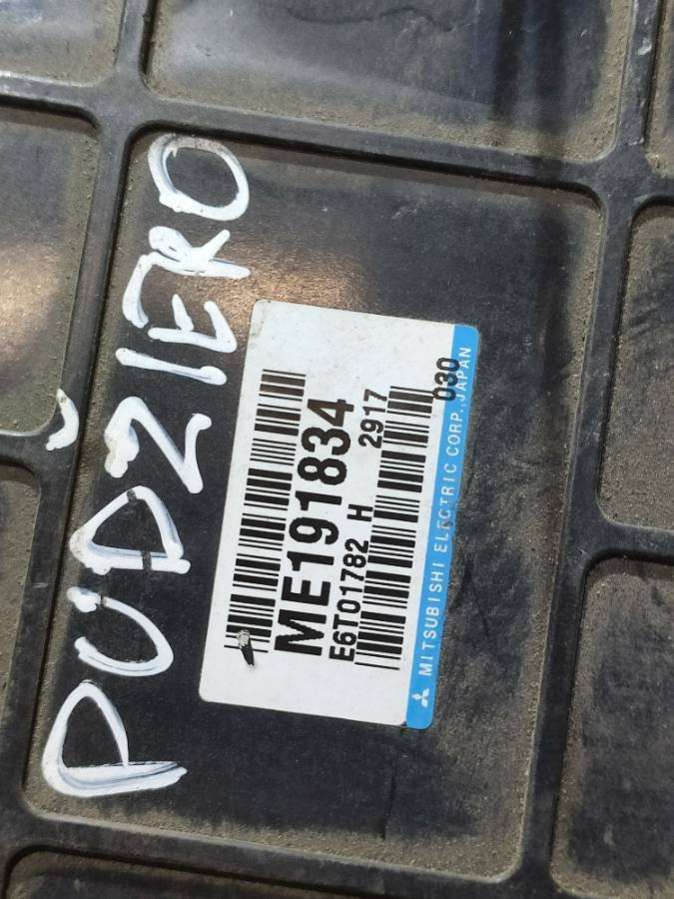 PUDZIERO
ME191834
E6T01782 H 2917
030
MITSUBISHI ELECTRIC CORP. JAPAN